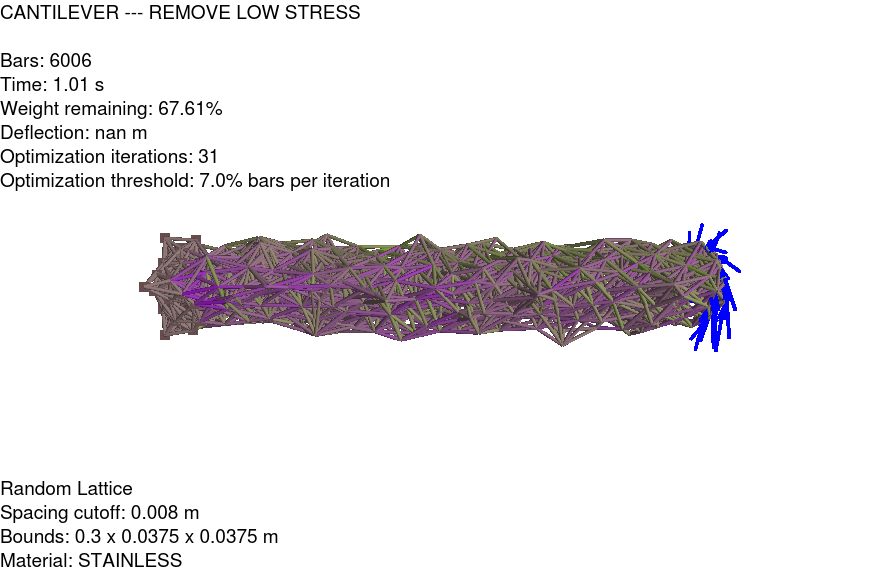 CANTILEVER --- REMOVE LOW STRESS
Bars: 6006
Time: 1.01 s
Weight remaining: 67.61%
Deflection: nan m
Optimization iterations: 31
Optimization threshold: 7.0% bars per iteration
Random Lattice
Spacing cutoff: 0.008 m
Bounds: 0.3 x 0.0375 x 0.0375 m
Material: STAINLESS